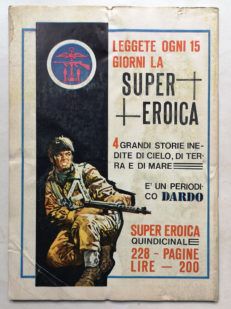 LEGGETE OGNI 15
GIORNI LA
SUPER
EROICA
4 GRANDI STORIE INE-
DITE DI CIELO, DI TER-
RA E DI MARE
E' UN PERIODI-
CO DARDO
SUPER EROICA
QUINDICINALE
228 - PAGINE
LIRE - 200